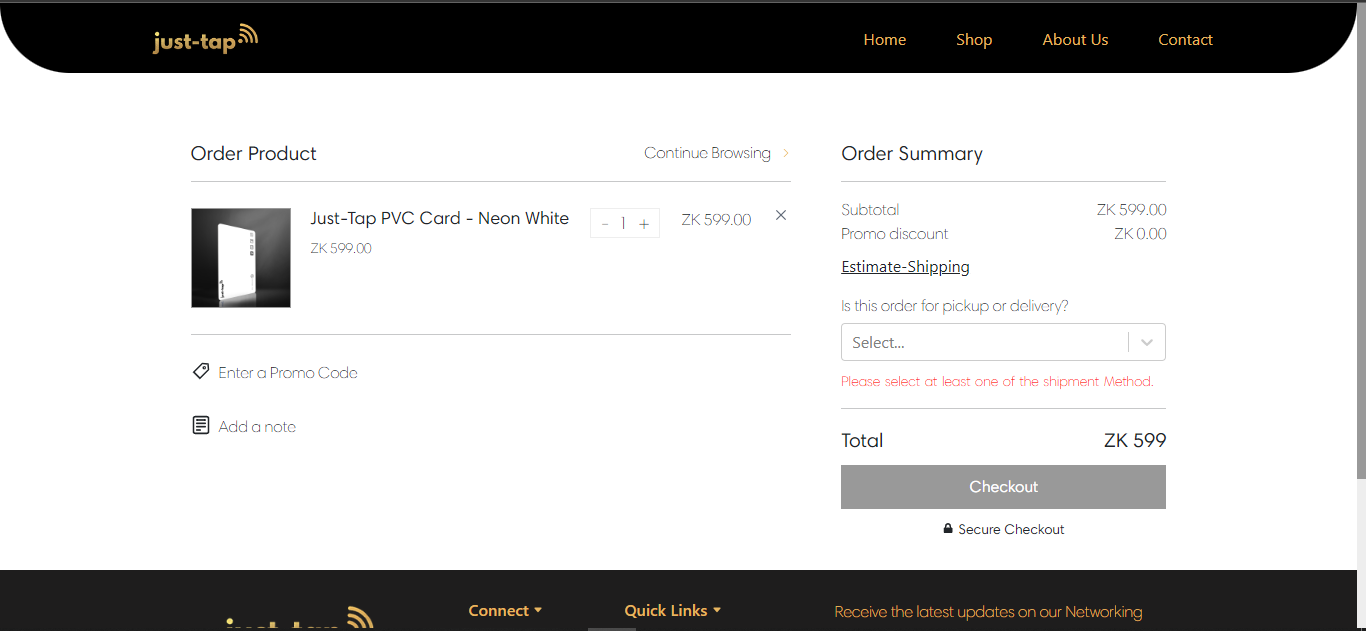 just-tap
Home
Shop
About Us
Contact
Order Product
Continue Browsing
Just-Tap PVC Card - Neon White
ZK 599.00
- 1 +
ZK 599.00
Enter a Promo Code
Add a note
Order Summary
Subtotal ZK 599.00
Promo discount ZK 0.00
Estimate-Shipping
Is this order for pickup or delivery?
Select...
Please select at least one of the shipment Method.
Total ZK 599
Checkout
Secure Checkout
just-tap
Connect
Quick Links
Receive the latest updates on our Networking